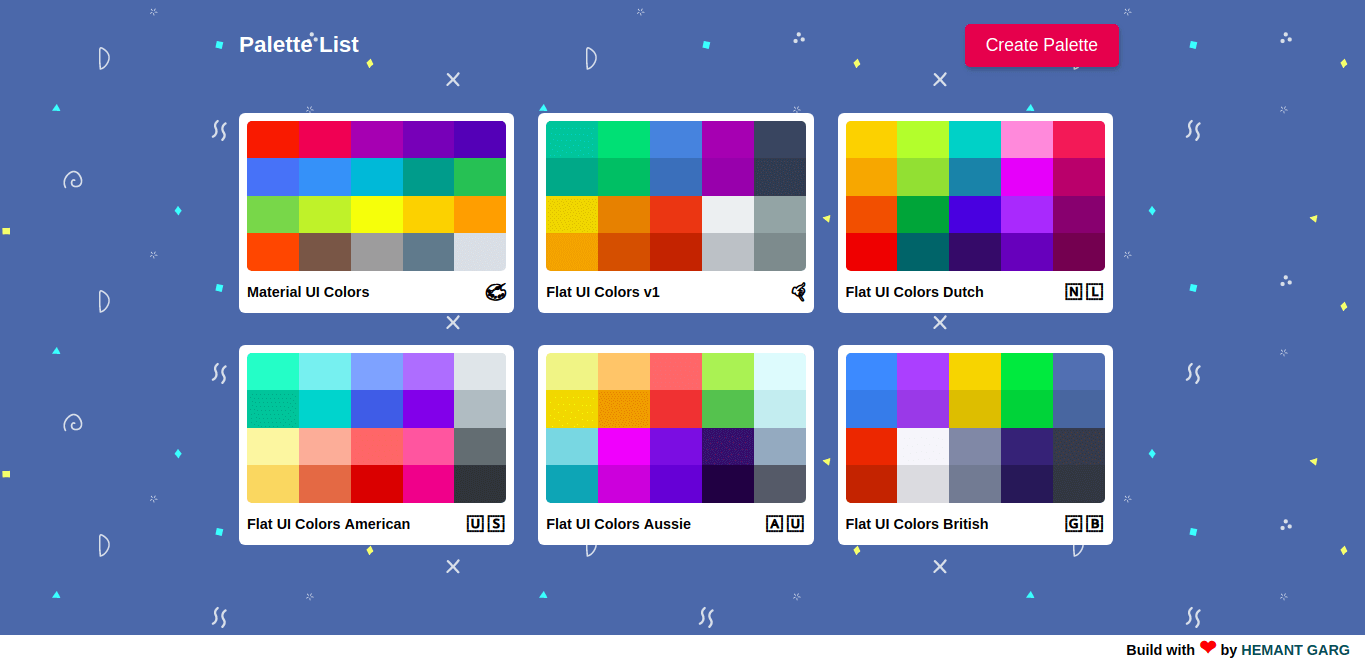 Palette List
Create Palette
Material UI Colors
Flat UI Colors v1
Flat UI Colors Dutch 🇳 🇱
Flat UI Colors American 🇺 🇸
Flat UI Colors Aussie 🇦 🇺
Flat UI Colors British 🇬 🇧
Build with ❤ by HEMANT GARG